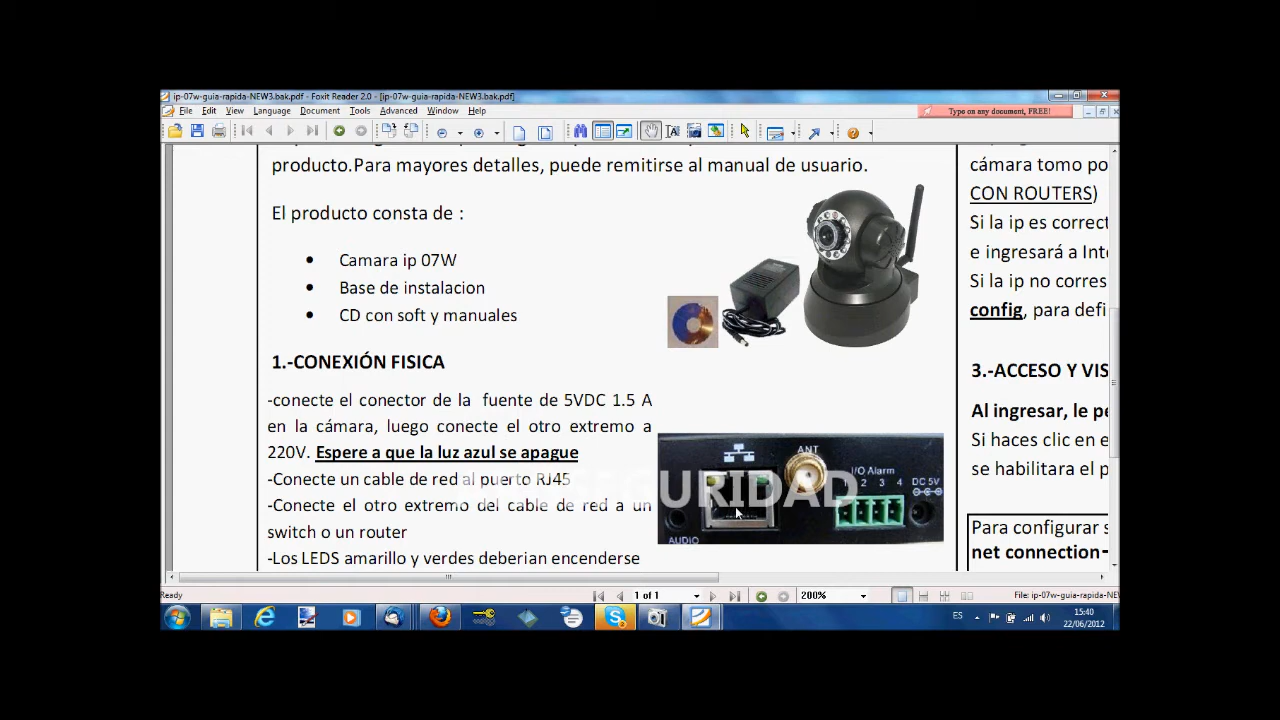 ip-07w-guia-rapida-NEW3.bak.pdf - Foxit Reader 2.0 - [ip-07w-guia-rapida-NEW3.bak.pdf]
File Edit View Language Document Tools Advanced Window Help
Type on any document, FREE!
producto.Para mayores detalles, puede remitirse al manual de usuario.
El producto consta de :
• Camara ip 07W
• Base de instalacion
• CD con soft y manuales
1.-CONEXIÓN FISICA
-conecte el conector de la fuente de 5VDC 1.5 A
en la cámara, luego conecte el otro extremo a
220V. Espere a que la luz azul se apague
-Conecte un cable de red al puerto RJ45
-Conecte el otro extremo del cable de red a un
switch o un router
-Los LEDS amarillo y verdes deberian encenderse
ANT
I/O Alarm
2 3 4
DC 5V
AUDIO
SEGURIDAD
cámara tomo po
CON ROUTERS)
Si la ip es correct
e ingresará a Inte
Si la ip no corres
config, para defi
3.-ACCESO Y VIS
Al ingresar, le pe
Si haces clic en e
se habilitara el p
Para configurar s
net connection
Ready
1 of 1
200%
File: ip-07w-guia-rapida-NEW
ES
15:40
22/06/2012